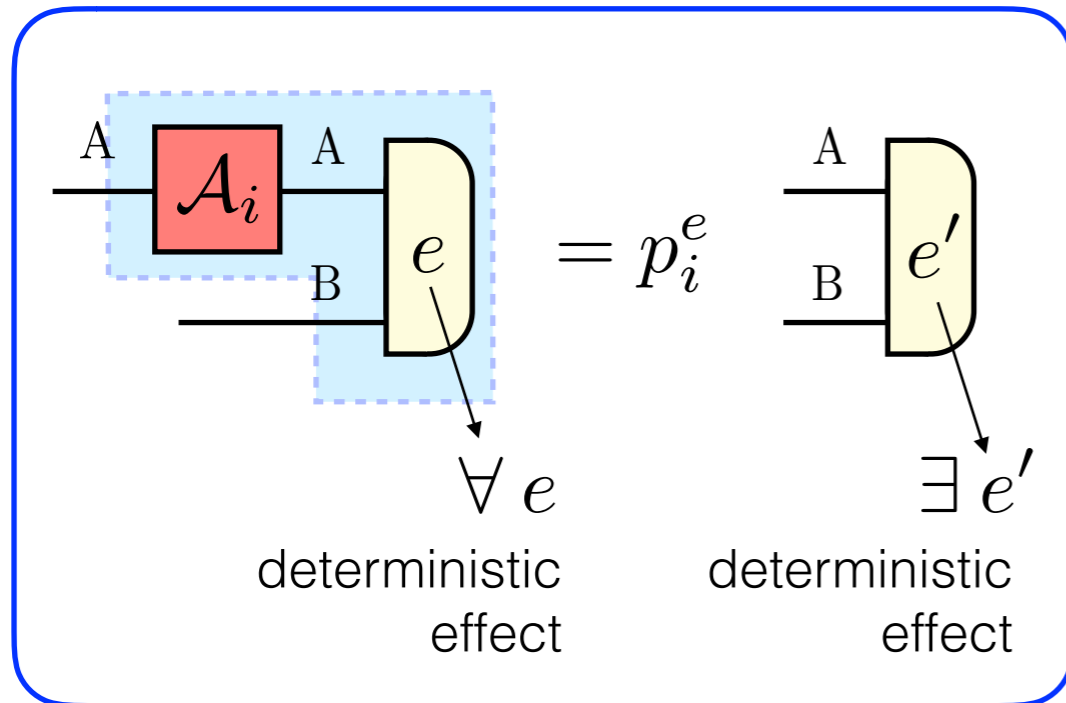 A A A
𝒜ᵢ
e = pᵢᵉ e′
B B
∀ e ∃ e′
deterministic deterministic
effect effect